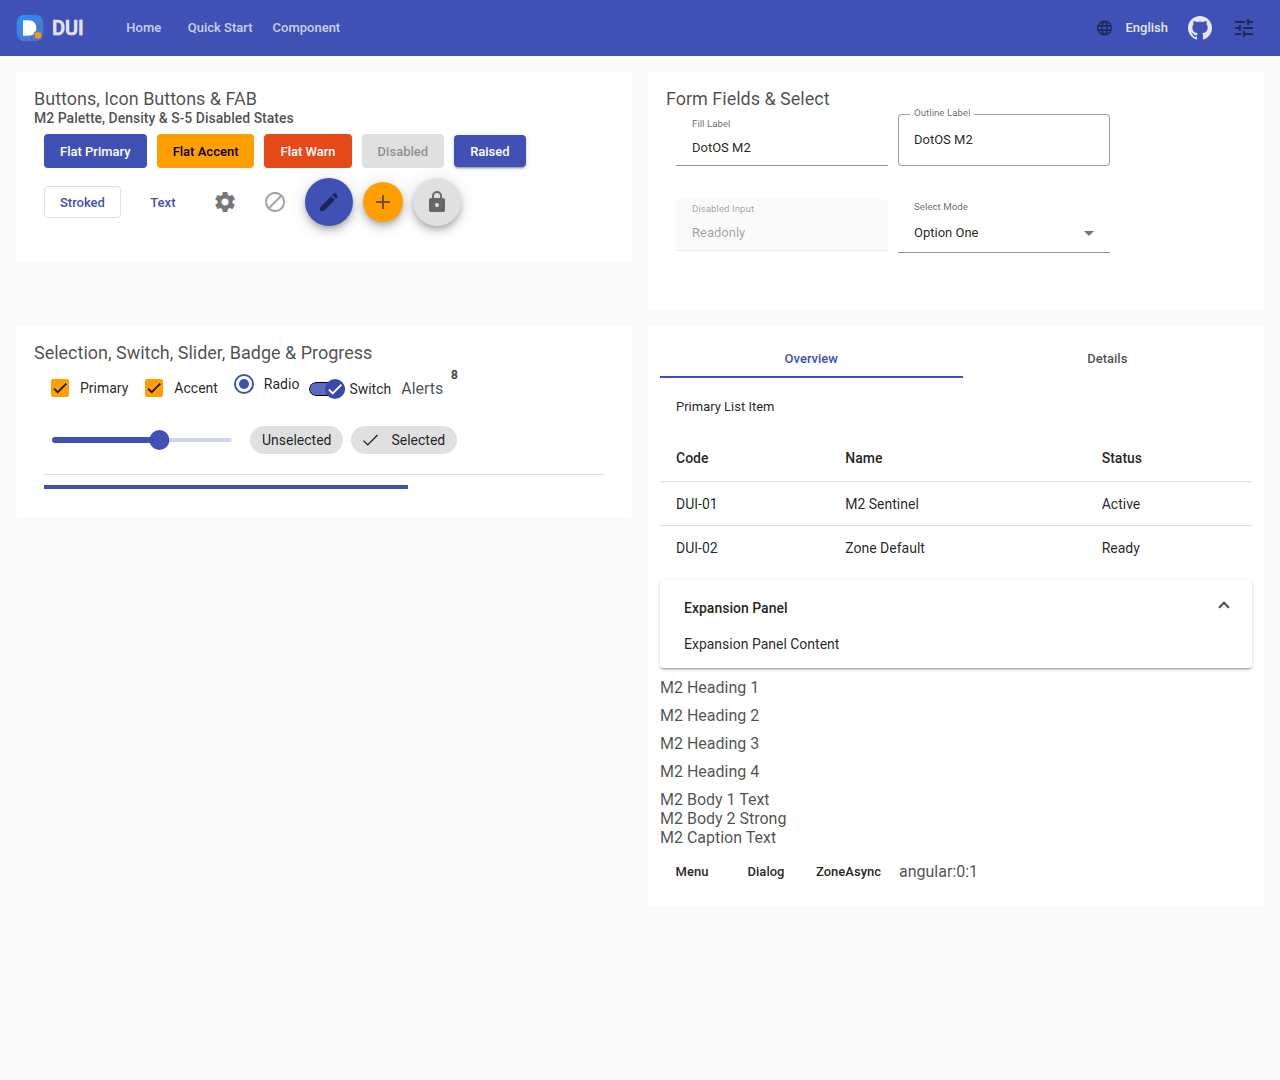 DUI Home Quick Start Component English
Buttons, Icon Buttons & FAB
M2 Palette, Density & S-5 Disabled States
Flat Primary Flat Accent Flat Warn Disabled Raised
Stroked Text
Form Fields & Select
Fill Label
DotOS M2
Outline Label
DotOS M2
Disabled Input
Readonly
Select Mode
Option One
Selection, Switch, Slider, Badge & Progress
Primary Accent Radio Switch Alerts 8
Unselected Selected
Overview Details
Primary List Item
Code Name Status
DUI-01 M2 Sentinel Active
DUI-02 Zone Default Ready
Expansion Panel
Expansion Panel Content
M2 Heading 1
M2 Heading 2
M2 Heading 3
M2 Heading 4
M2 Body 1 Text
M2 Body 2 Strong
M2 Caption Text
Menu Dialog ZoneAsync angular:0:1